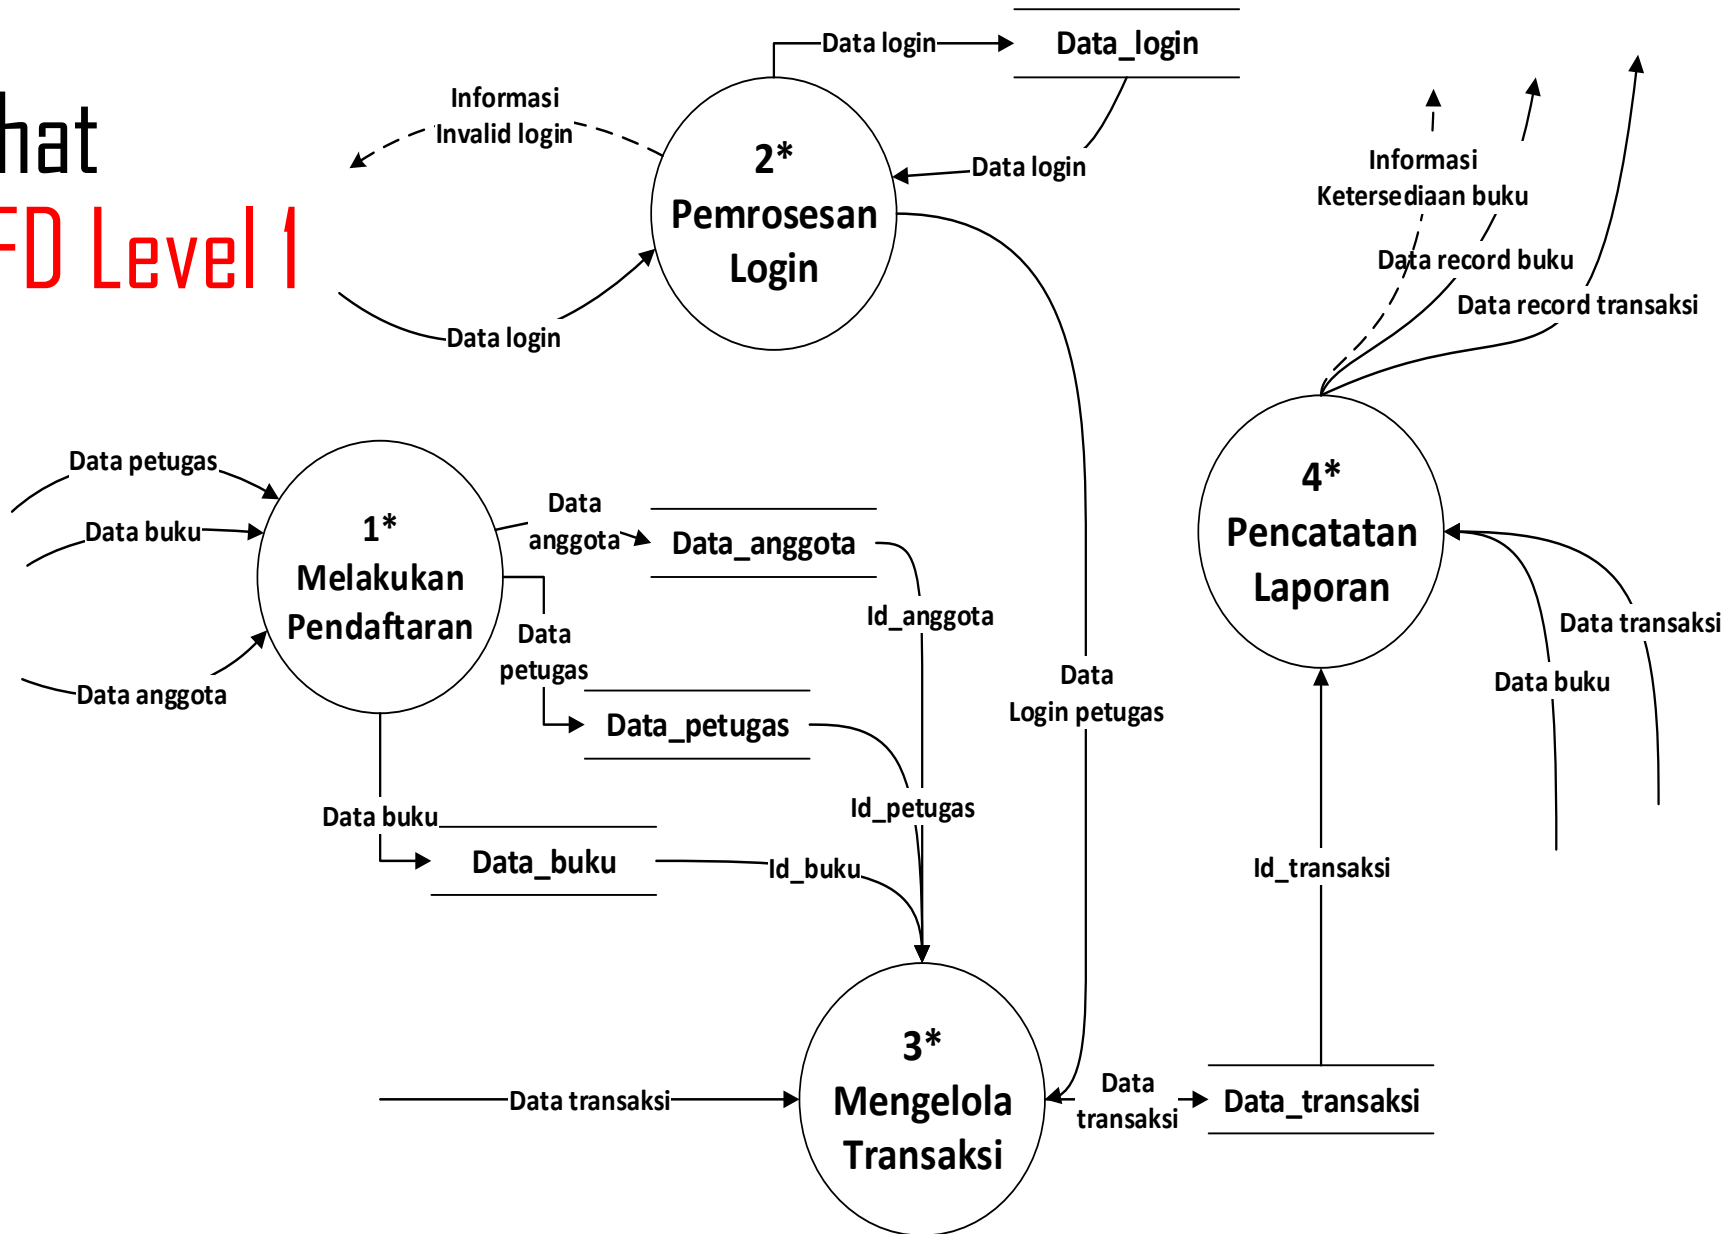 hat
FD Level 1
Data login
Data_login
Informasi
Invalid login
2*
Pemrosesan
Login
Data login
Data login
Informasi
Ketersediaan buku
Data record buku
Data record transaksi
Data petugas
Data buku
Data anggota
1*
Melakukan
Pendaftaran
Data
anggota
Data_anggota
Id_anggota
Data
petugas
Data_petugas
Id_petugas
Data buku
Data_buku
Id_buku
Data
Login petugas
4*
Pencatatan
Laporan
Data transaksi
Data buku
Id_transaksi
Data transaksi
3*
Mengelola
Transaksi
Data
transaksi
Data_transaksi